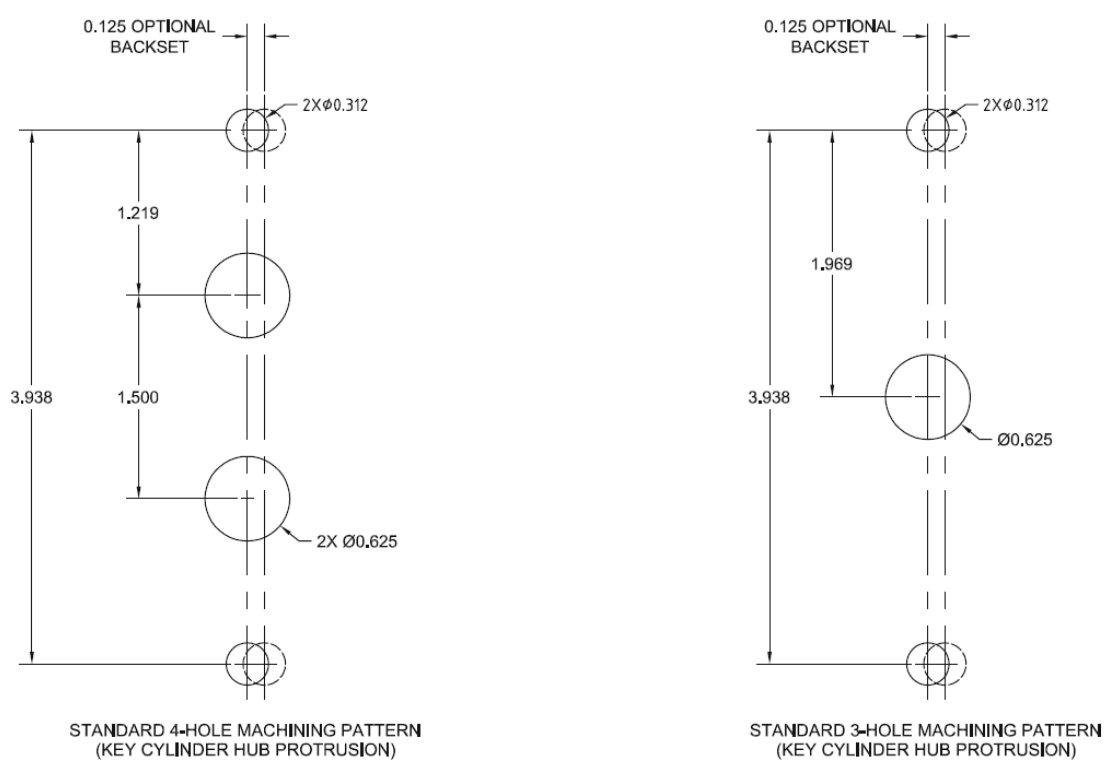 0.125 OPTIONAL
BACKSET
2X⌀0.312
1.219
3.938
1.500
2X Ø0.625
STANDARD 4-HOLE MACHINING PATTERN
(KEY CYLINDER HUB PROTRUSION)
0.125 OPTIONAL
BACKSET
2X⌀0.312
1.969
3.938
Ø0.625
STANDARD 3-HOLE MACHINING PATTERN
(KEY CYLINDER HUB PROTRUSION)